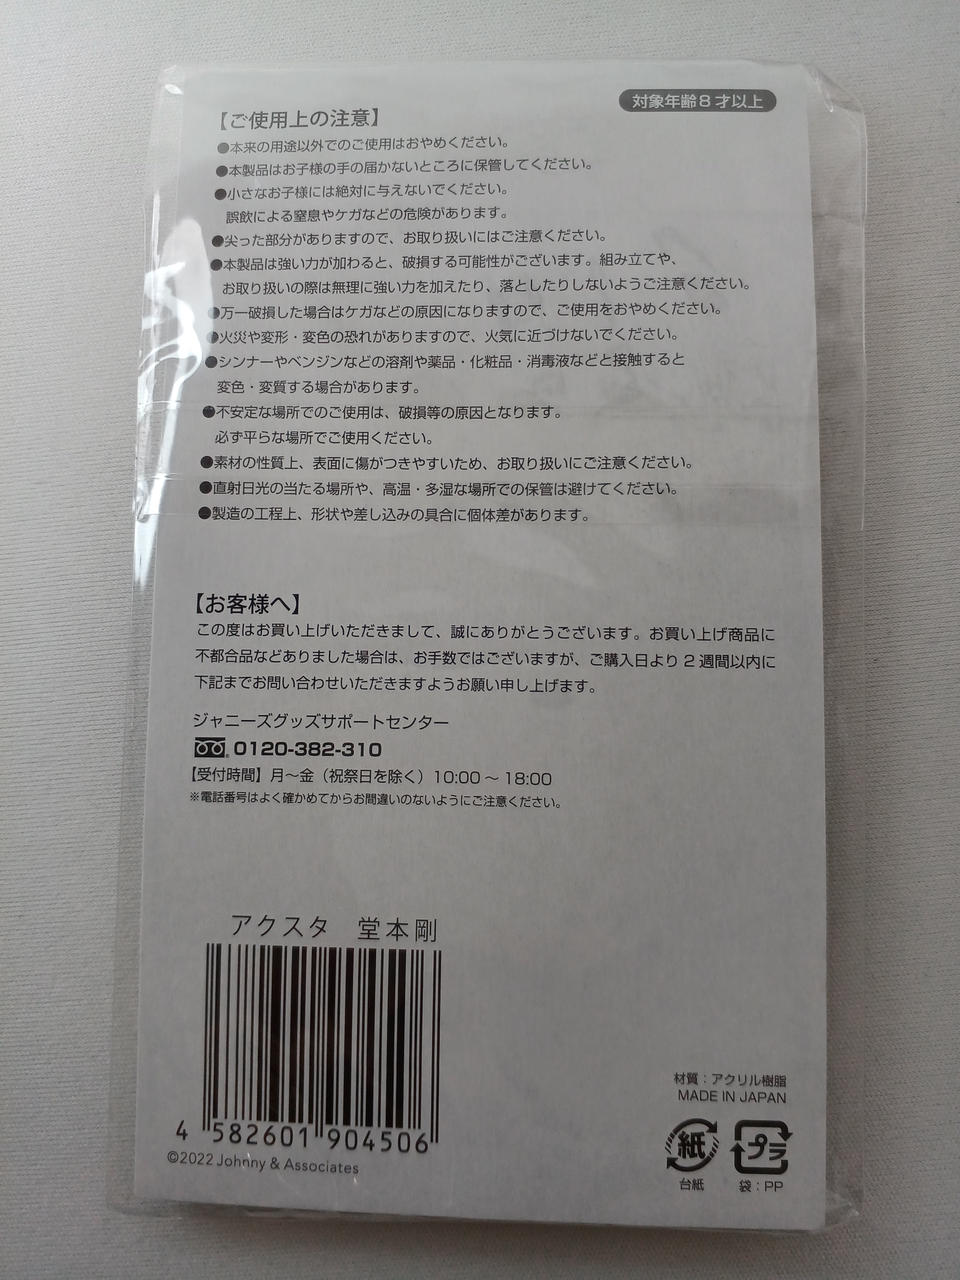 対象年齢8才以上
【ご使用上の注意】
●本来の用途以外でのご使用はおやめください。
●本製品はお子様の手の届かないところに保管してください。
●小さなお子様には絶対に与えないでください。
誤飲による窒息やケガなどの危険があります。
●尖った部分がありますので、お取り扱いにはご注意ください。
●本製品は強い力が加わると、破損する可能性がございます。組み立てや、
お取り扱いの際は無理に強い力を加えたり、落としたりしないようご注意ください。
●万一破損した場合はケガなどの原因になりますので、ご使用をおやめください。
●火災や変形・変色の恐れがありますので、火気に近づけないでください。
●シンナーやベンジンなどの溶剤や薬品・化粧品・消毒液などと接触すると
変色・変質する場合があります。
●不安定な場所でのご使用は、破損等の原因となります。
必ず平らな場所でご使用ください。
●素材の性質上、表面に傷がつきやすいため、お取り扱いにご注意ください。
●直射日光の当たる場所や、高温・多湿な場所での保管は避けてください。
●製造の工程上、形状や差し込みの具合に個体差があります。
【お客様へ】
この度はお買い上げいただきまして、誠にありがとうございます。お買い上げ商品に
不都合品などありました場合は、お手数ではございますが、ご購入日より2週間以内に
下記までお問い合わせいただきますようお願い申し上げます。
ジャニーズグッズサポートセンター
0120-382-310
【受付時間】月～金（祝祭日を除く）10:00～18:00
※電話番号はよく確かめてからお間違いのないようにご注意ください。
アクスタ 堂本剛
4 582601 904506
©2022 Johnny & Associates
材質：アクリル樹脂
MADE IN JAPAN
紙 プラ
台紙 袋：PP